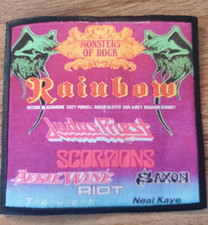 MONSTERS
OF ROCK
Rainbow
RITCHIE BLACKMORE COZY POWELL ROGER GLOVER DON AIREY GRAHAM BONNET
Judas Priest
SCORPIONS
APRIL WINE SAXON
RIOT
Touch Neal Kaye